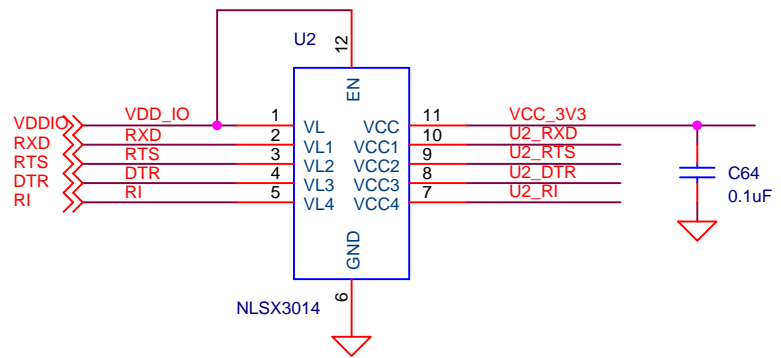 U2
12
EN
VDDIO VDD_IO 1 VL VCC 11 VCC_3V3
RXD RXD 2 VL1 VCC1 10 U2_RXD
RTS RTS 3 VL2 VCC2 9 U2_RTS
DTR DTR 4 VL3 VCC3 8 U2_DTR
RI RI 5 VL4 VCC4 7 U2_RI
C64
0.1uF
GND
6
NLSX3014